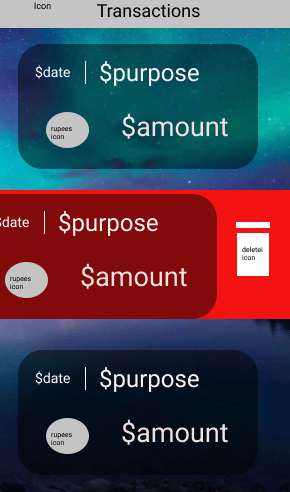 Icon
Transactions
$date
$purpose
rupees
icon
$amount
$date
$purpose
deletei
icon
rupees
icon
$amount
$date
$purpose
rupees
icon
$amount